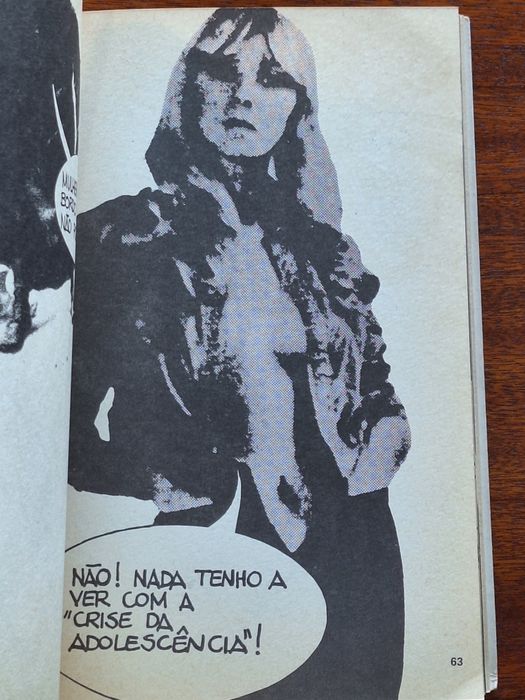 NÃO! NADA TENHO A
VER COM A
"CRISE DA
ADOLESCÊNCIA"!
63